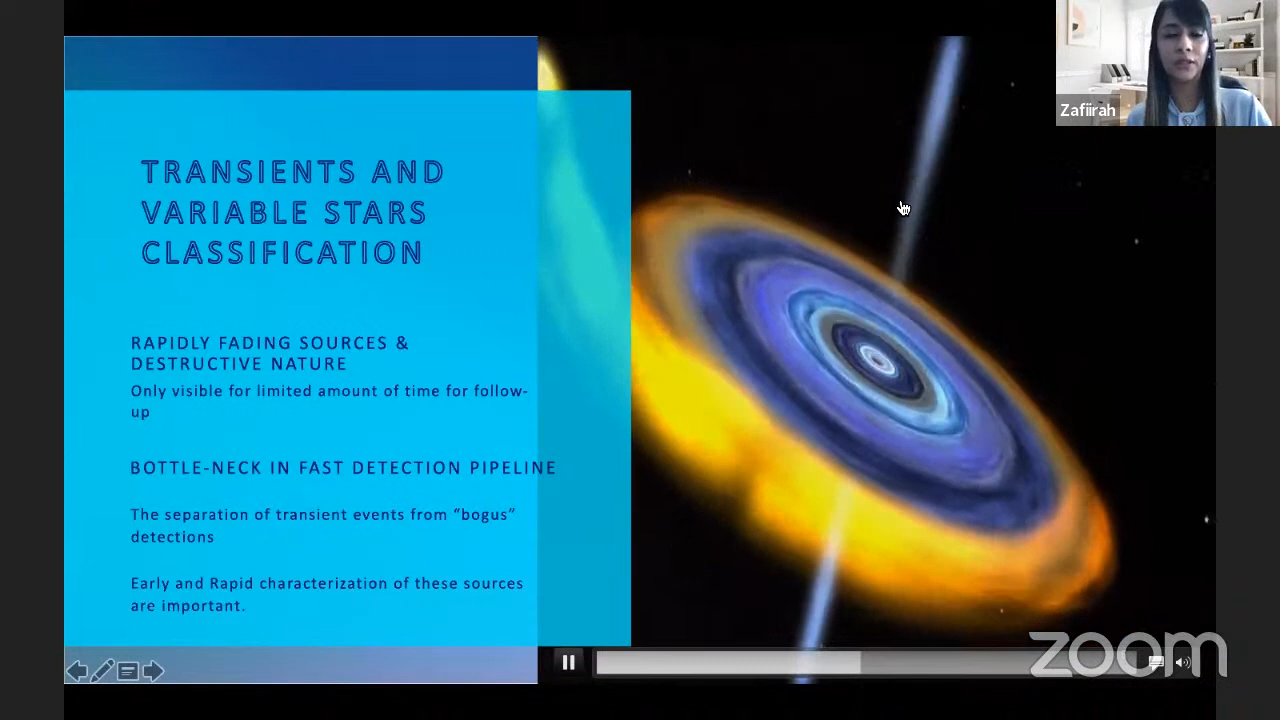 Zafiirah
TRANSIENTS AND
VARIABLE STARS
CLASSIFICATION
RAPIDLY FADING SOURCES &
DESTRUCTIVE NATURE
Only visible for limited amount of time for follow-
up
BOTTLE-NECK IN FAST DETECTION PIPELINE
The separation of transient events from “bogus”
detections
Early and Rapid characterization of these sources
are important.
zoom